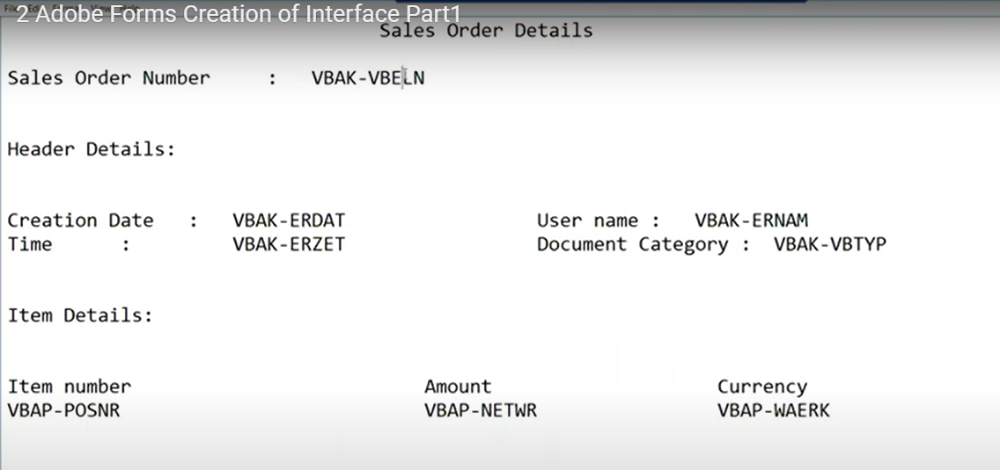 2 Adobe Forms Creation of Interface Part1
Sales Order Details
Sales Order Number : VBAK-VBELN
Header Details:
Creation Date : VBAK-ERDAT User name : VBAK-ERNAM
Time : VBAK-ERZET Document Category : VBAK-VBTYP
Item Details:
Item number Amount Currency
VBAP-POSNR VBAP-NETWR VBAP-WAERK